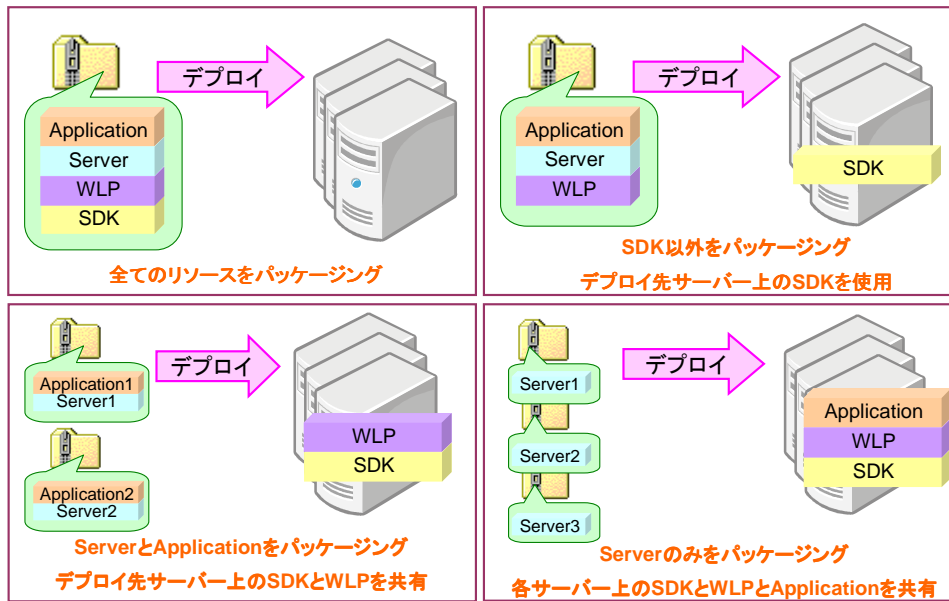 デプロイ
Application
Server
WLP
SDK
全てのリソースをパッケージング
デプロイ
Application
Server
WLP
SDK
SDK以外をパッケージング
デプロイ先サーバー上のSDKを使用
デプロイ
Application1
Server1
Application2
Server2
WLP
SDK
ServerとApplicationをパッケージング
デプロイ先サーバー上のSDKとWLPを共有
デプロイ
Server1
Server2
Server3
Application
WLP
SDK
Serverのみをパッケージング
各サーバー上のSDKとWLPとApplicationを共有